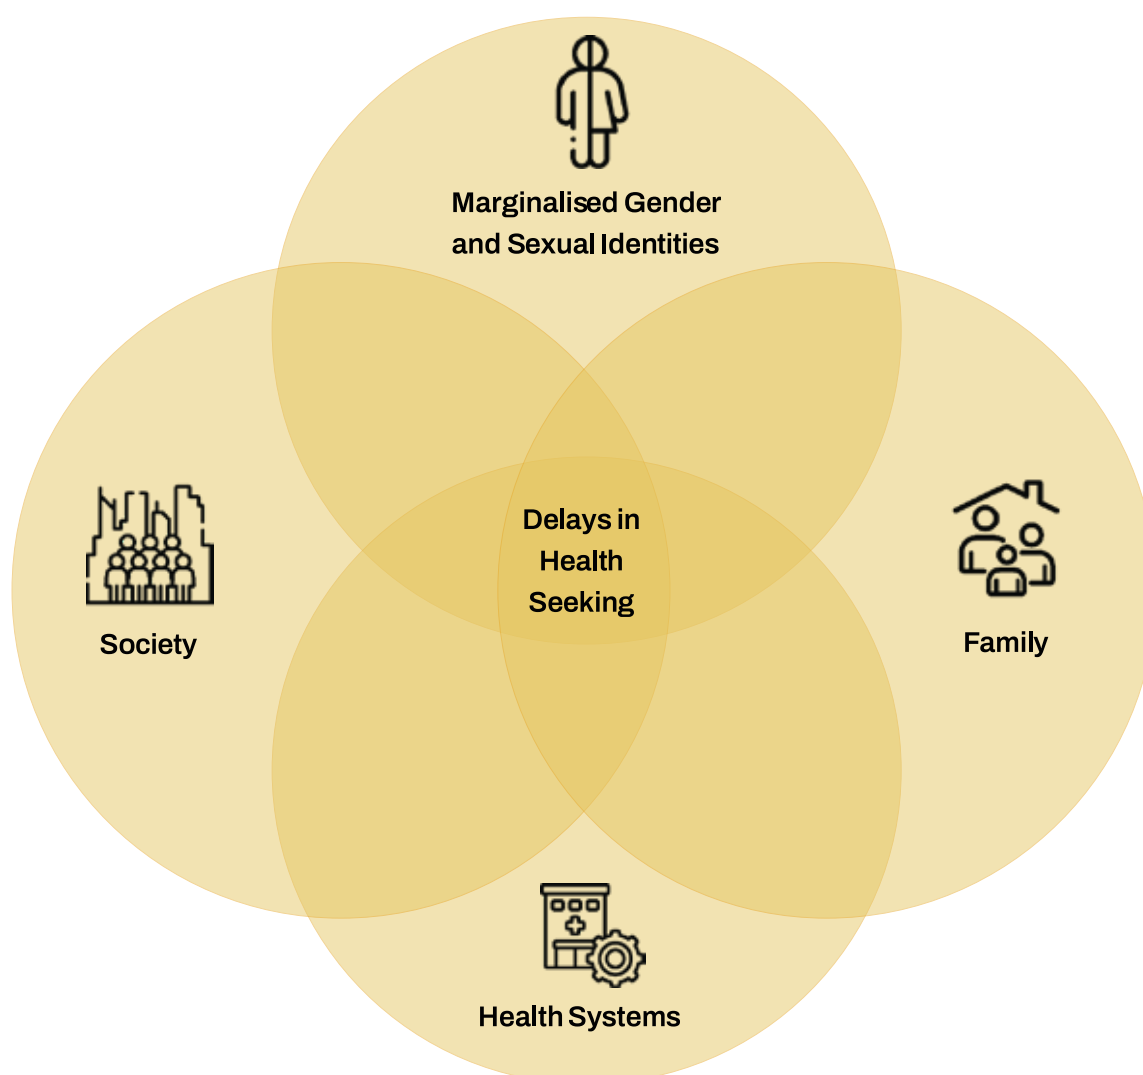 Marginalised Gender
and Sexual Identities
Delays in
Health
Seeking
Society
Family
Health Systems